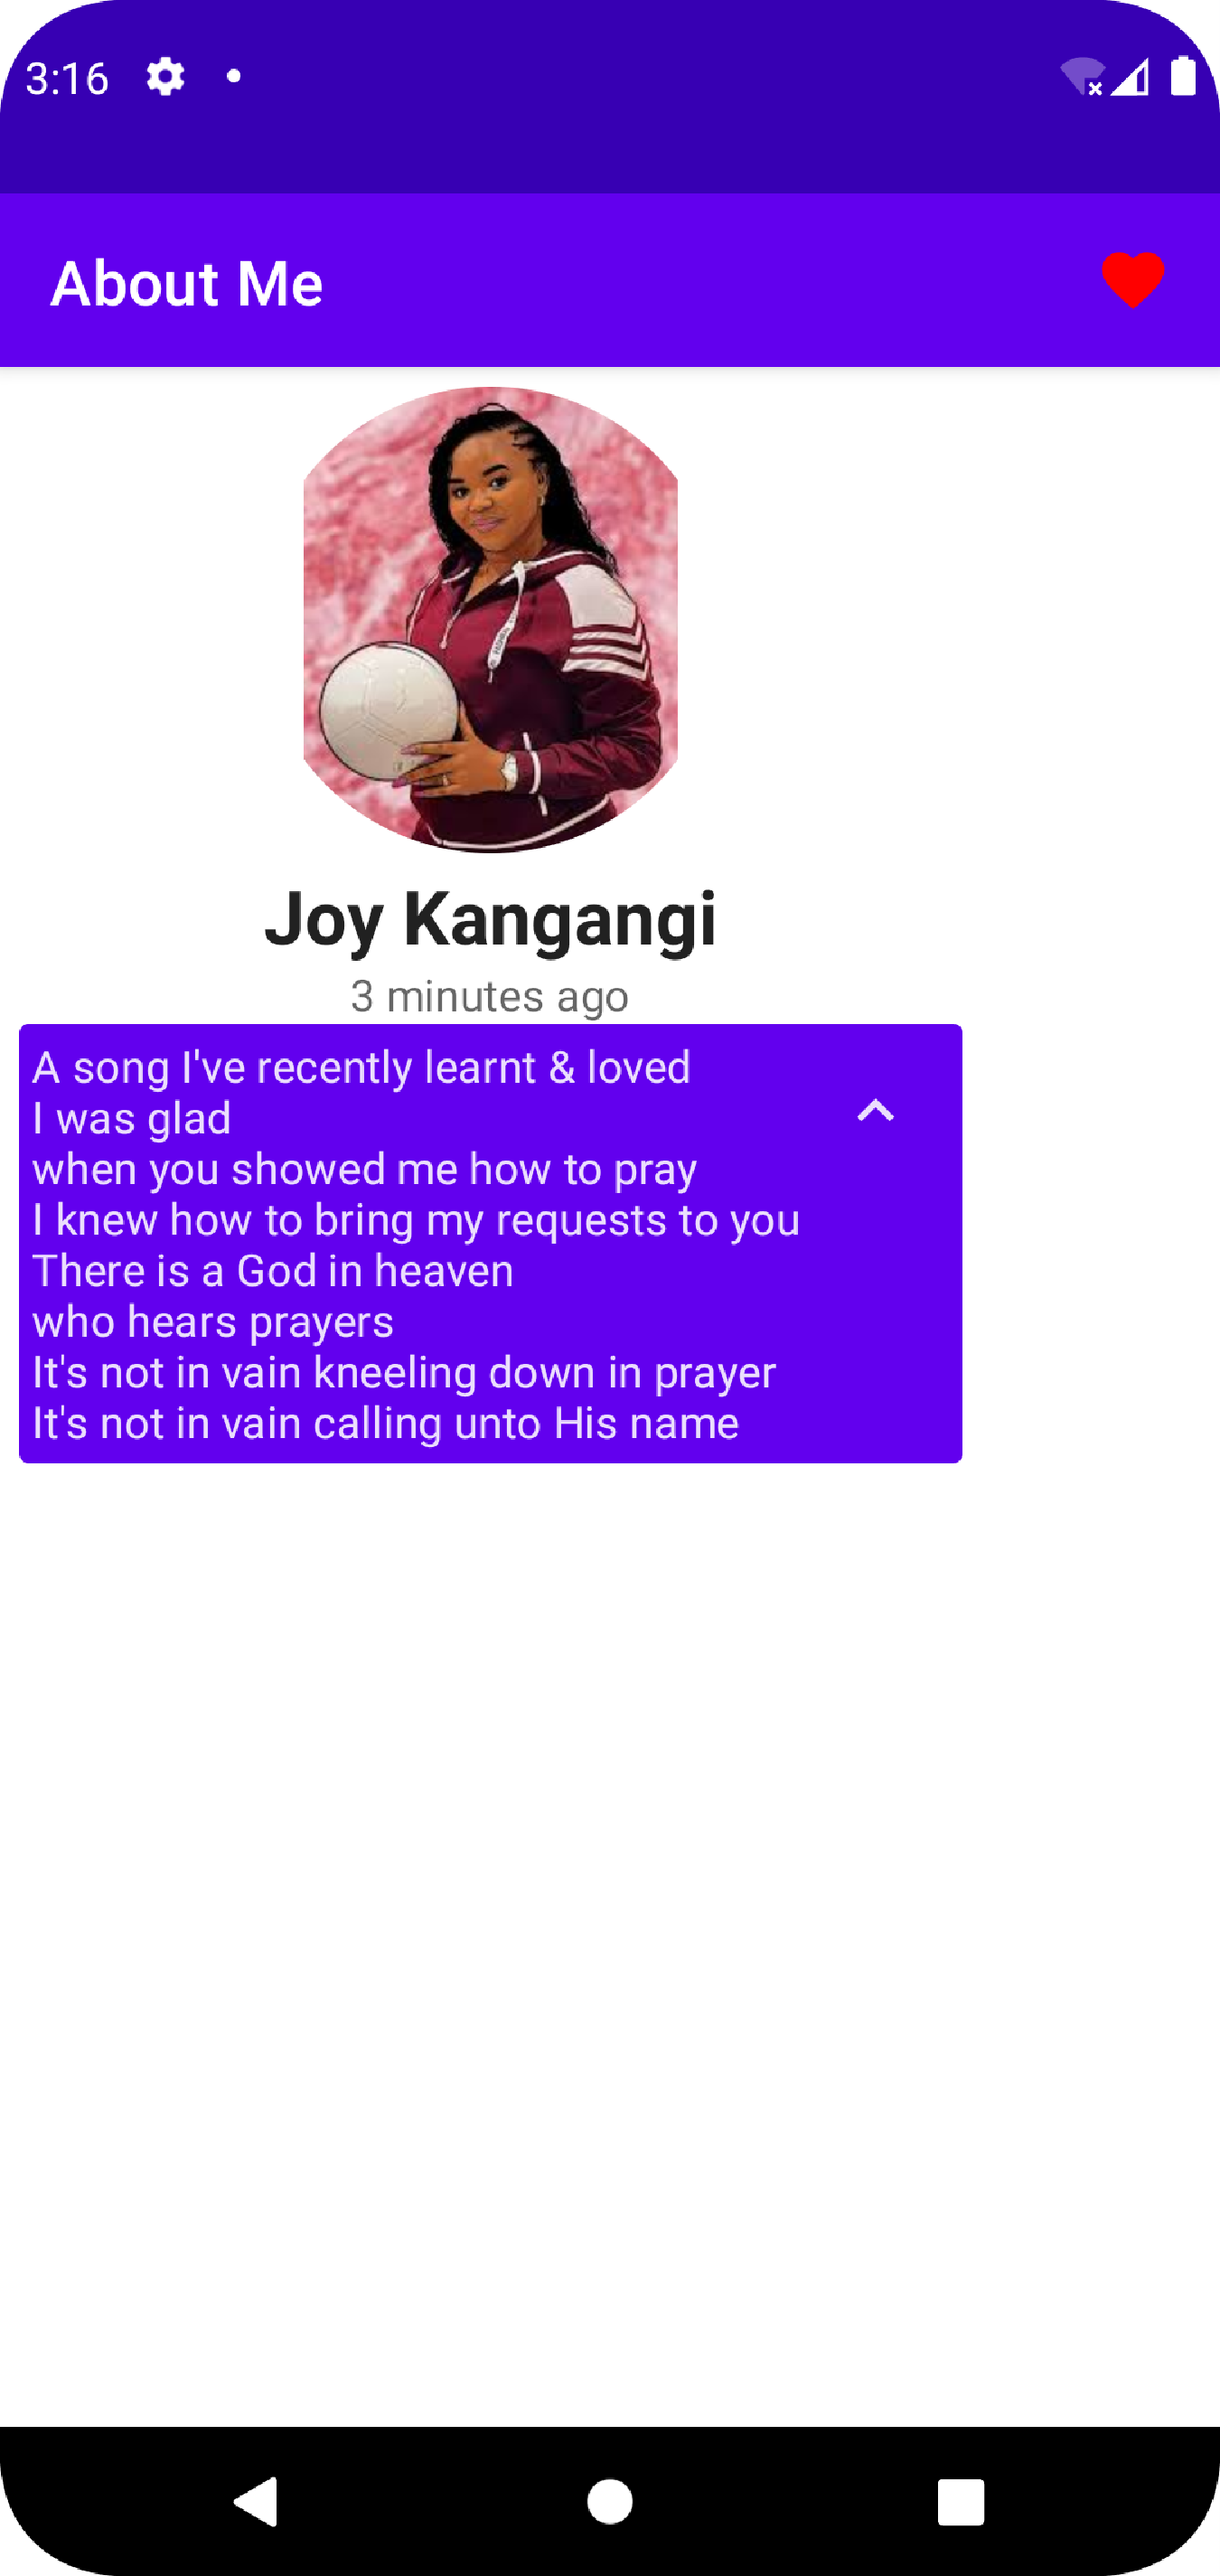 3:16
About Me
Joy Kangangi
3 minutes ago
A song I've recently learnt & loved
I was glad
when you showed me how to pray
I knew how to bring my requests to you
There is a God in heaven
who hears prayers
It's not in vain kneeling down in prayer
It's not in vain calling unto His name